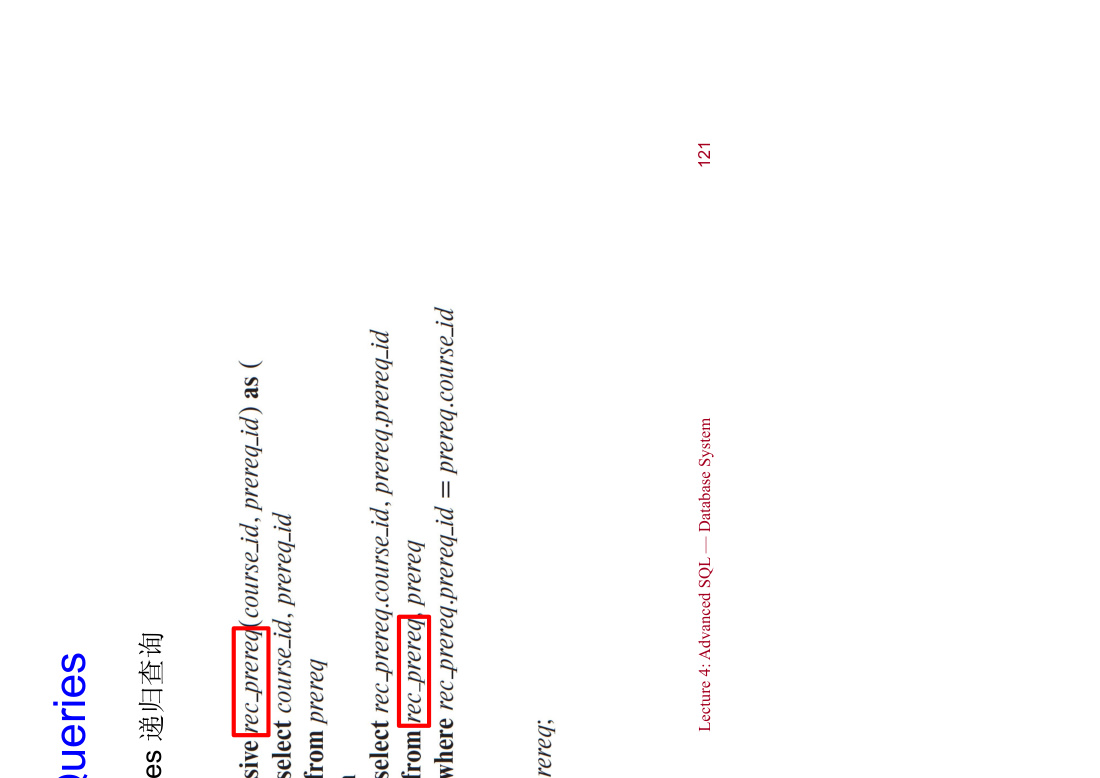 Queries
es 递归查询
sive rec_prereq(course_id, prereq_id) as (
select course_id, prereq_id
from prereq
select rec_prereq.course_id, prereq.prereq_id
from rec_prereq, prereq
where rec_prereq.prereq_id = prereq.course_id
rereq;
Lecture 4: Advanced SQL — Database System
121